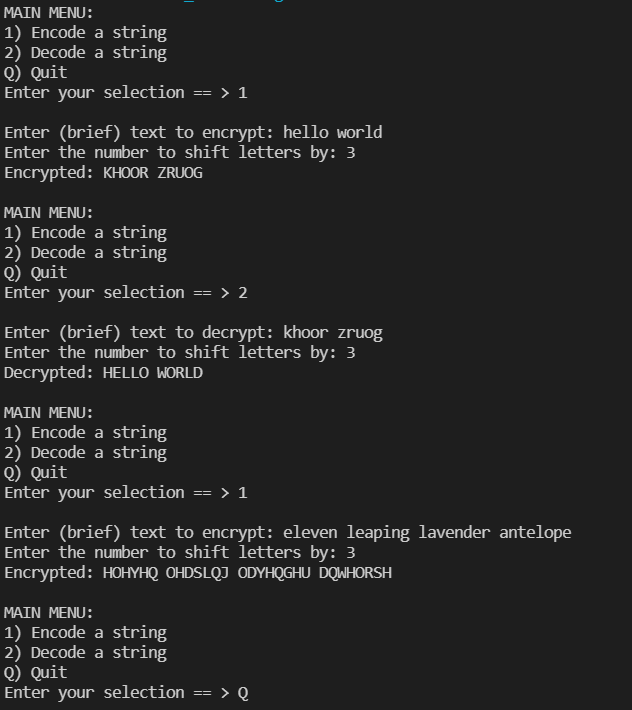 MAIN MENU:
1) Encode a string
2) Decode a string
Q) Quit
Enter your selection == > 1

Enter (brief) text to encrypt: hello world
Enter the number to shift letters by: 3
Encrypted: KHOOR ZRUOG

MAIN MENU:
1) Encode a string
2) Decode a string
Q) Quit
Enter your selection == > 2

Enter (brief) text to decrypt: khoor zruog
Enter the number to shift letters by: 3
Decrypted: HELLO WORLD

MAIN MENU:
1) Encode a string
2) Decode a string
Q) Quit
Enter your selection == > 1

Enter (brief) text to encrypt: eleven leaping lavender antelope
Enter the number to shift letters by: 3
Encrypted: HOHYHQ OHDSLQJ ODYHQGHU DQWHORSH

MAIN MENU:
1) Encode a string
2) Decode a string
Q) Quit
Enter your selection == > Q